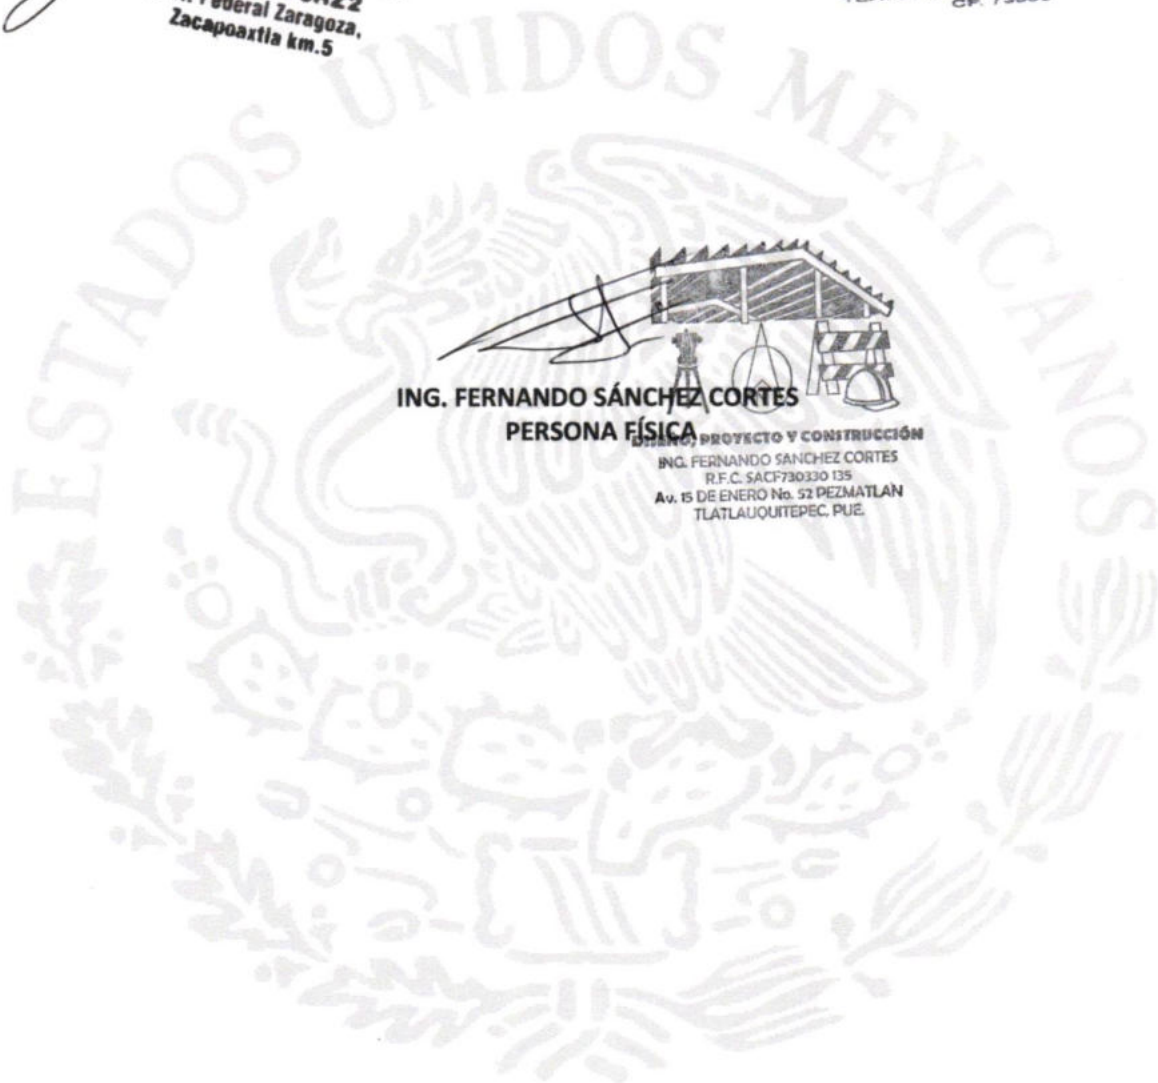 Federal Zaragoza,
Zacapoaxtla km.5
ESTADOS UNIDOS MEXICANOS
ING. FERNANDO SÁNCHEZ CORTES
PERSONA FÍSICA
DISEÑO, PROYECTO Y CONSTRUCCIÓN
ING. FERNANDO SANCHEZ CORTES
R.F.C. SACF730330 135
Av. 15 DE ENERO No. 52 PEZMATLAN
TLATLAUQUITEPEC, PUE.